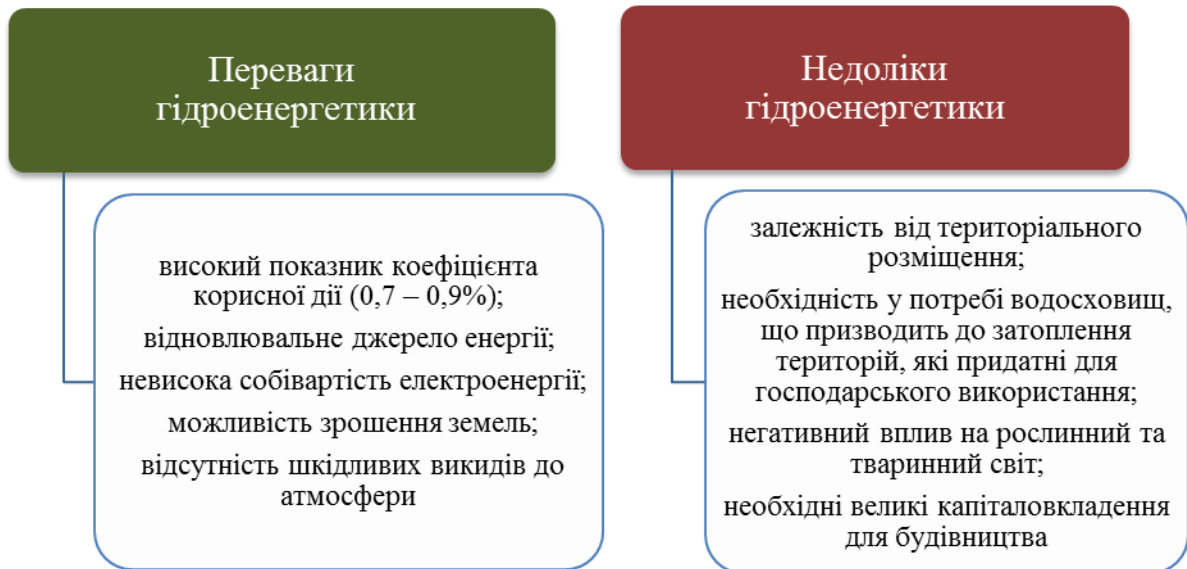 Переваги
гідроенергетики
високий показник коефіцієнта
корисної дії (0,7 – 0,9%);
відновлювальне джерело енергії;
невисока собівартість електроенергії;
можливість зрошення земель;
відсутність шкідливих викидів до
атмосфери
Недоліки
гідроенергетики
залежність від територіального
розміщення;
необхідність у потребі водосховищ,
що призводить до затоплення
територій, які придатні для
господарського використання;
негативний вплив на рослинний та
тваринний світ;
необхідні великі капіталовкладення
для будівництва